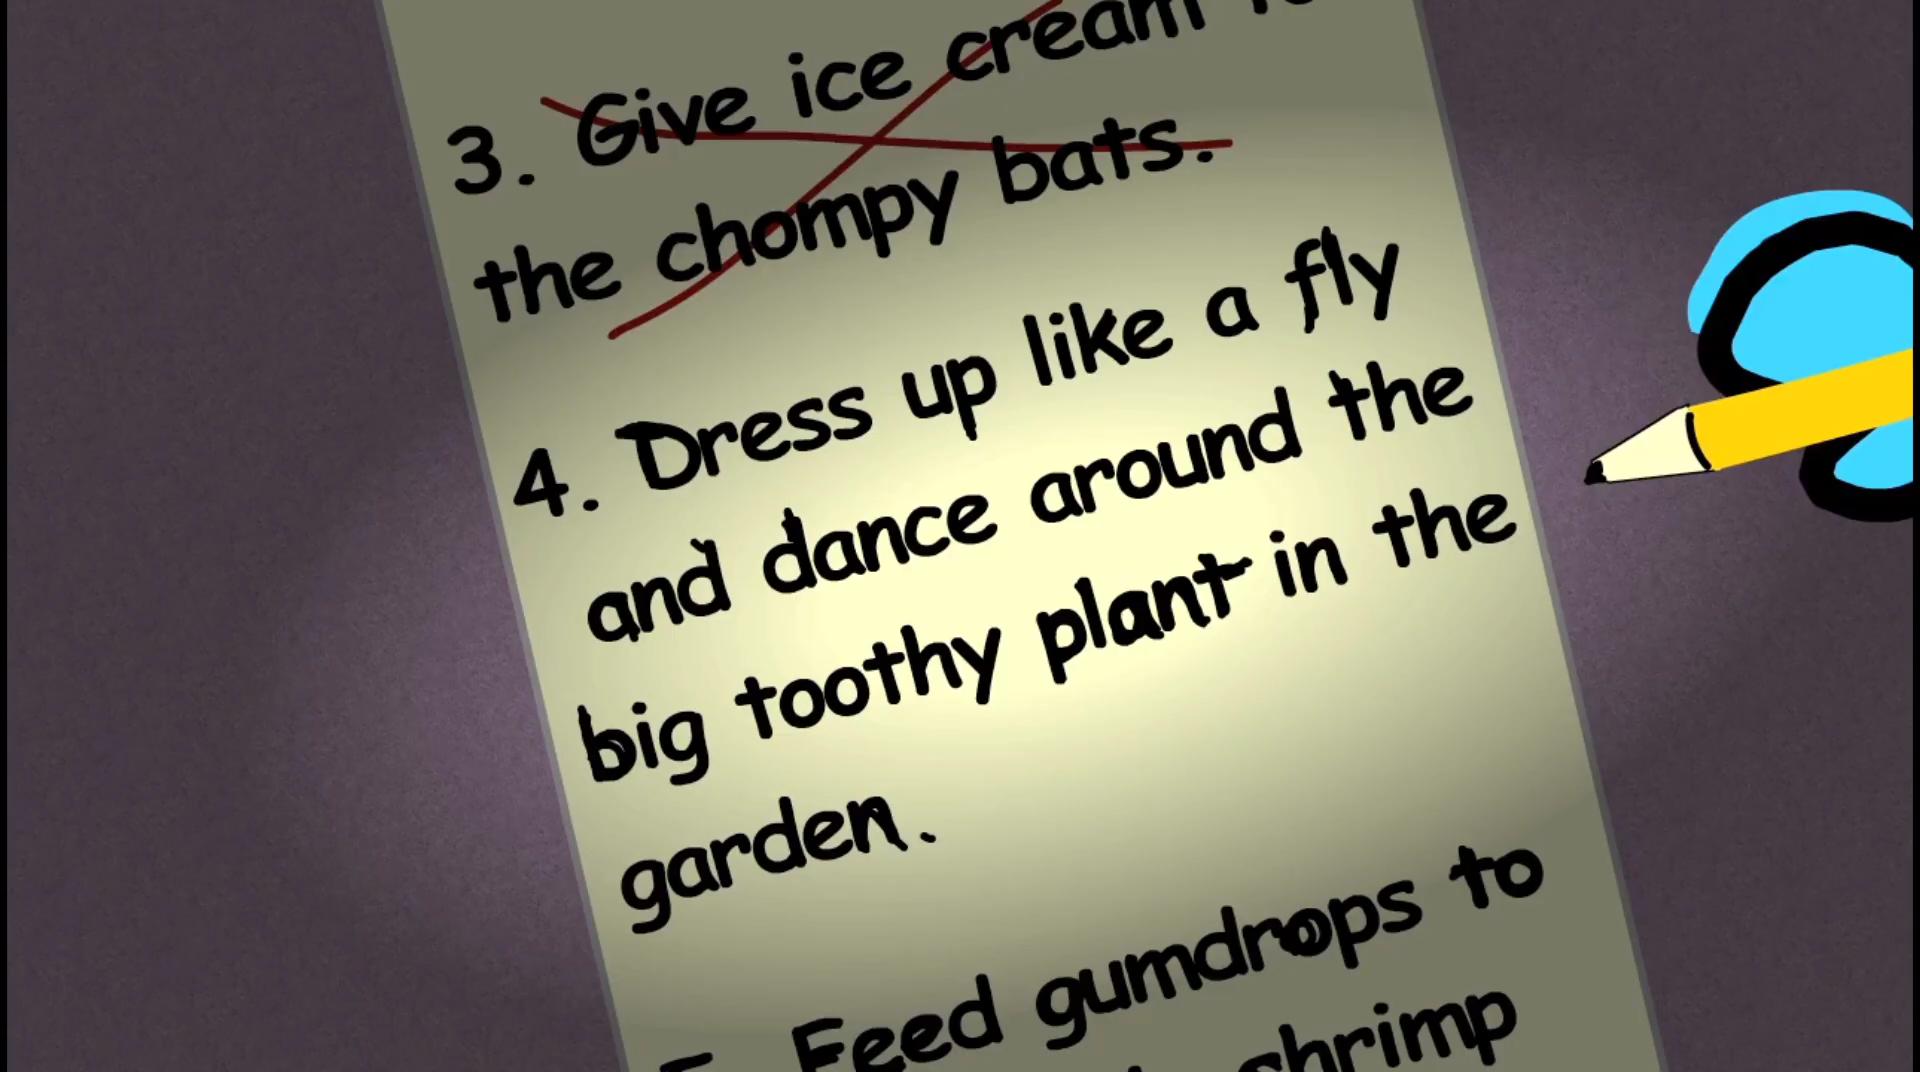 3. Give ice cream to
the chompy bats.
4. Dress up like a fly
and dance around the
big toothy plant in the
garden.
Feed gumdrops to
shrimp